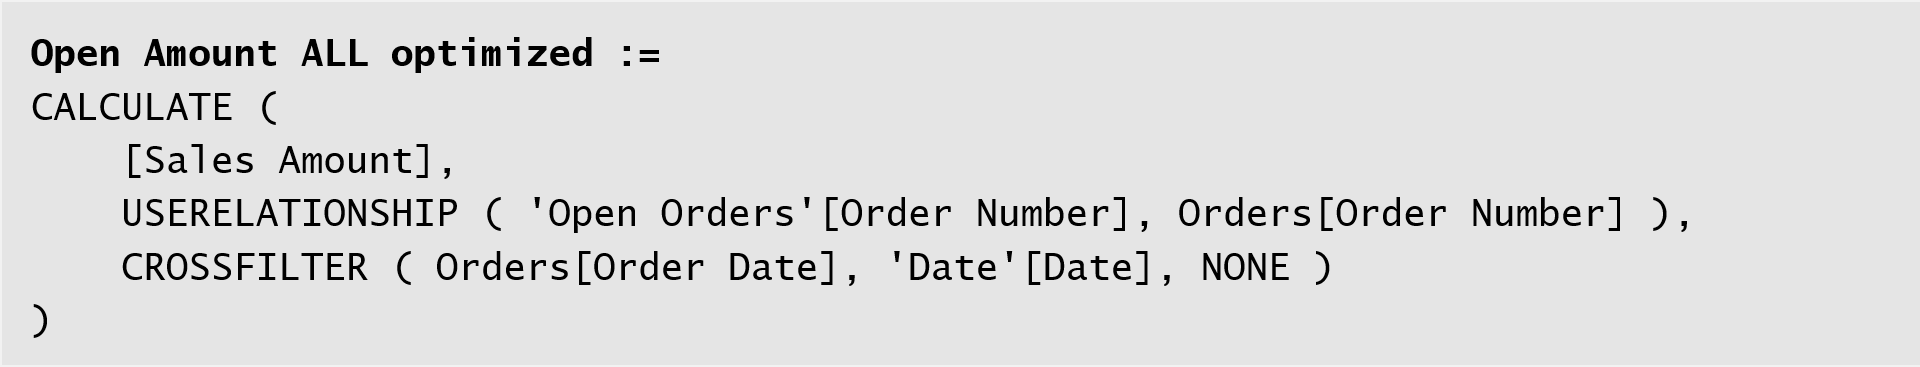 Open Amount ALL optimized :=
CALCULATE (
    [Sales Amount],
    USERELATIONSHIP ( 'Open Orders'[Order Number], Orders[Order Number] ),
    CROSSFILTER ( Orders[Order Date], 'Date'[Date], NONE )
)